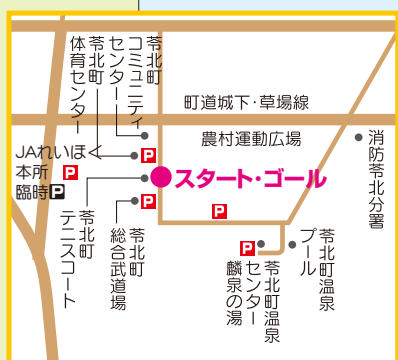 苓北町
体育センター
苓北町
コミュニティ
センター
町道城下・草場線
農村運動広場
消防苓北分署
JAれいほく
本所
臨時P
P
P
スタート・ゴール
P
P
苓北町
テニスコート
苓北町
総合武道場
P
苓北町温泉
センター
麟泉の湯
苓北町温泉
プール